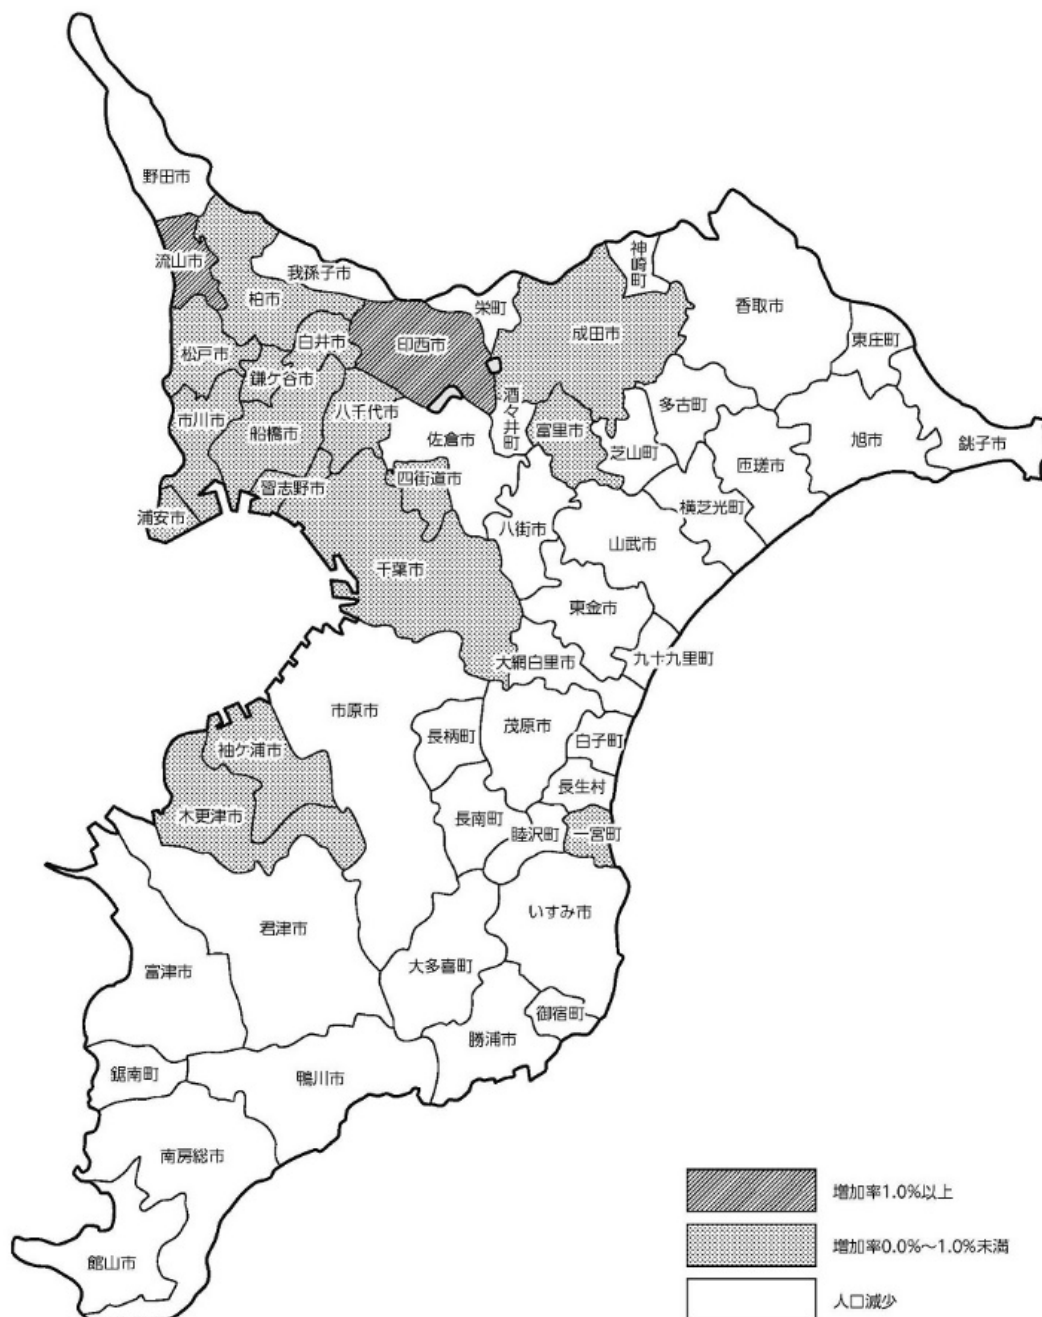 野田市
流山市
我孫子市
柏市
神崎町
栄町
香取市
成田市
東庄町
松戸市
白井市
印西市
鎌ケ谷市
酒々井町
多古町
市川市
八千代市
船橋市
佐倉市
富里市
芝山町
旭市
銚子市
匝瑳市
四街道市
習志野市
横芝光町
浦安市
八街市
山武市
千葉市
東金市
大網白里市
九十九里町
市原市
長柄町
茂原市
白子町
袖ケ浦市
長生村
木更津市
長南町
睦沢町
一宮町
いすみ市
君津市
大多喜町
富津市
御宿町
勝浦市
鋸南町
鴨川市
南房総市
館山市
増加率1.0%以上
増加率0.0%～1.0%未満
人口減少